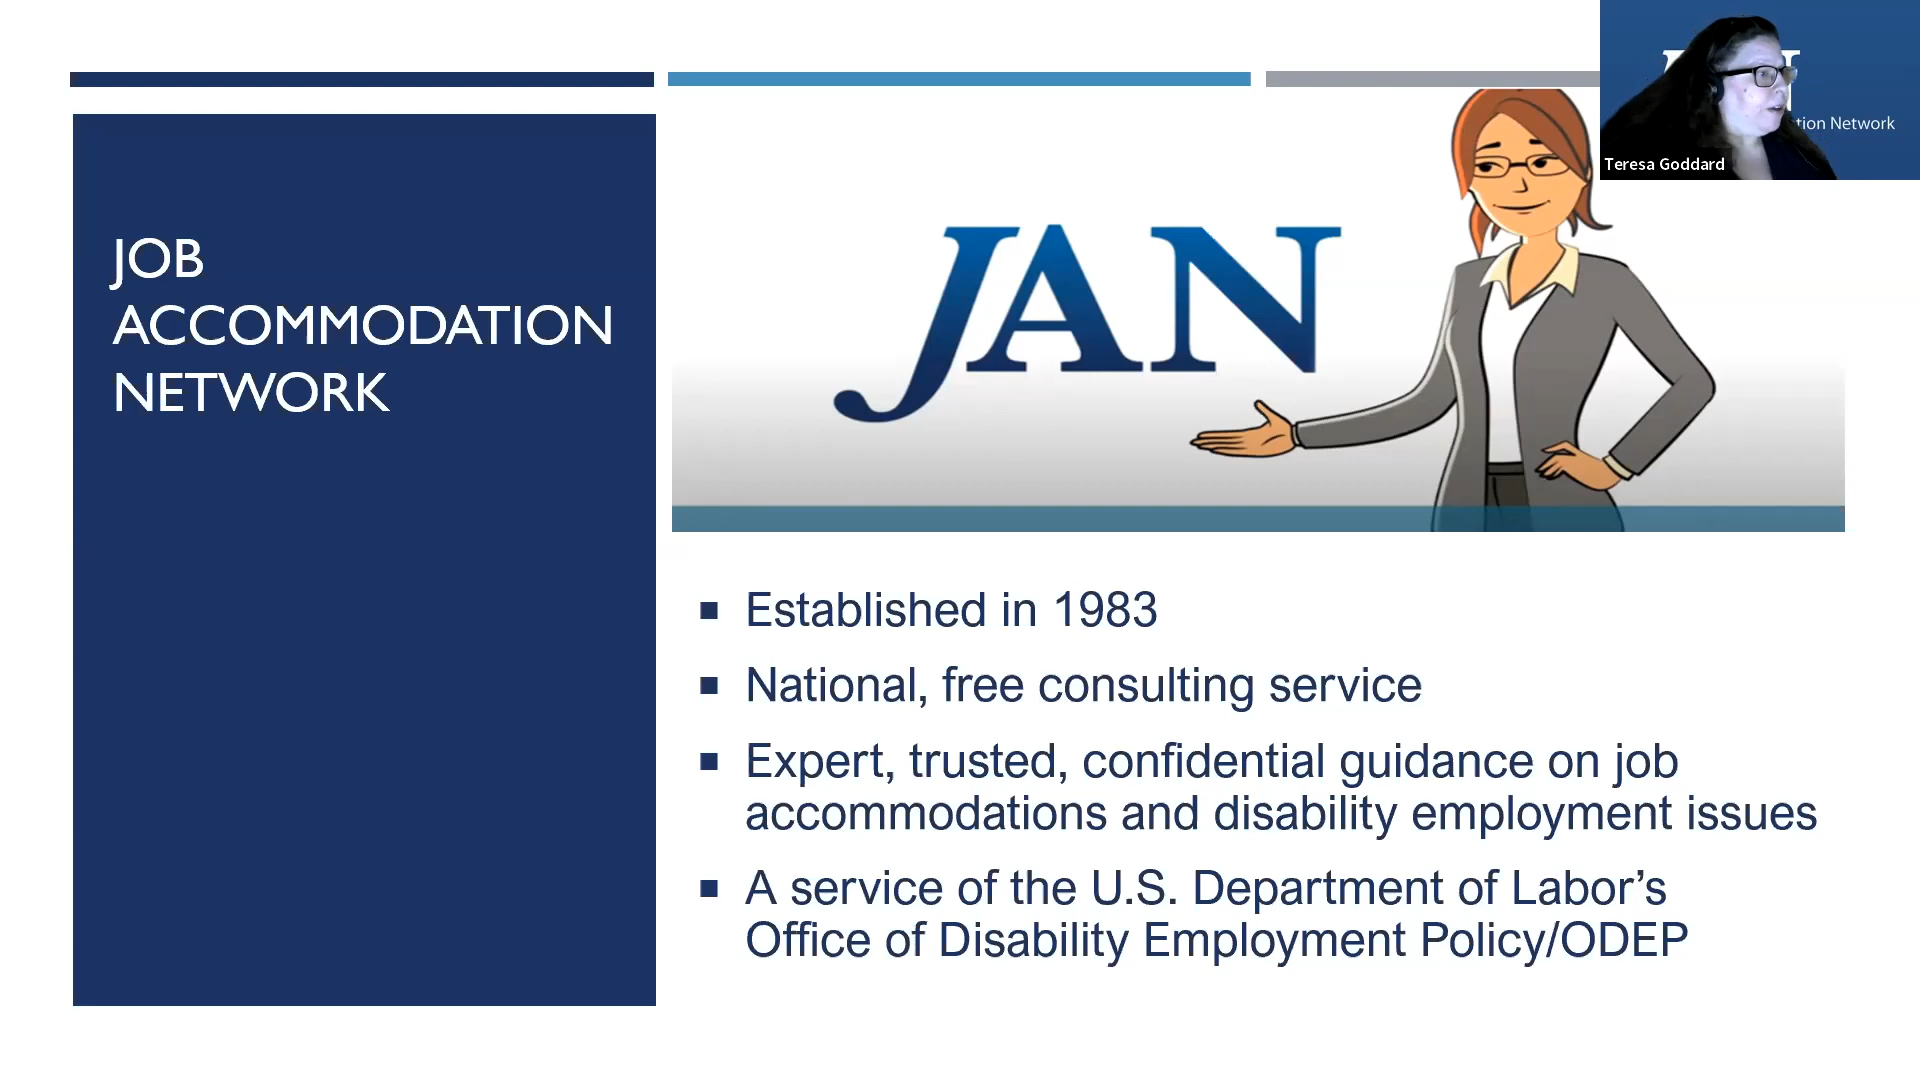 JOB
ACCOMMODATION
NETWORK
JAN
tion Network
Teresa Goddard
Established in 1983
National, free consulting service
Expert, trusted, confidential guidance on job
accommodations and disability employment issues
A service of the U.S. Department of Labor’s
Office of Disability Employment Policy/ODEP